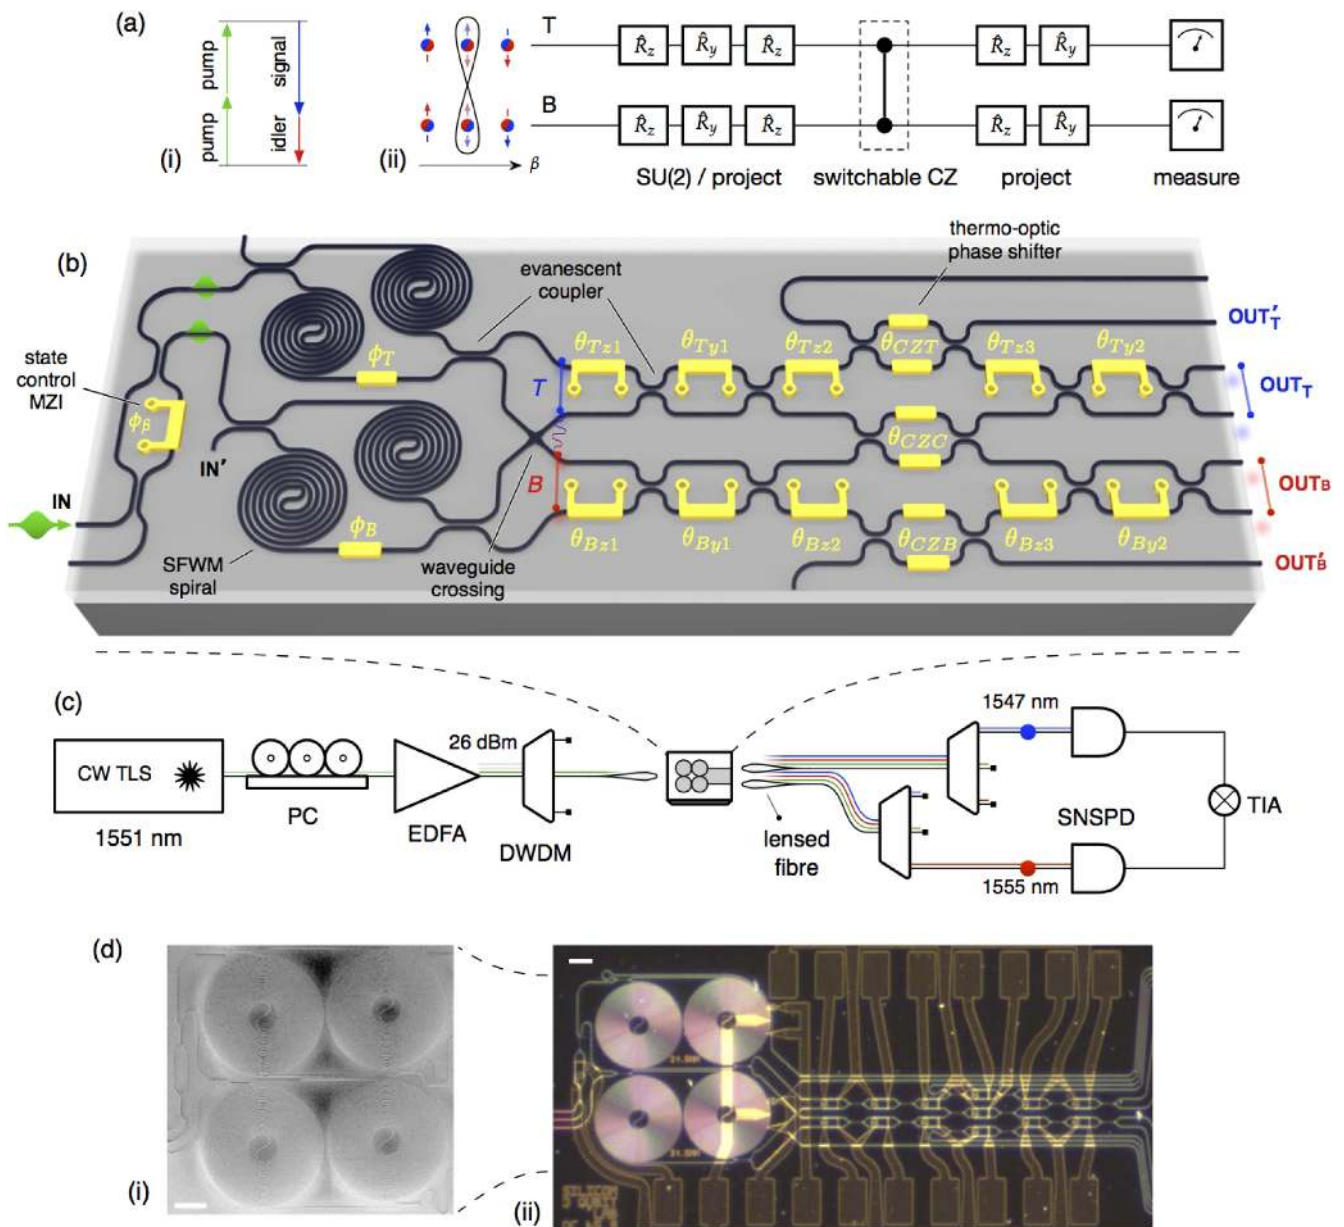 (a)
pump
pump
signal
idler
(i)
(ii)
β
T
B
R̂z R̂y R̂z R̂z R̂y
R̂z R̂y R̂z R̂z R̂y
SU(2) / project switchable CZ project measure
(b)
thermo-optic
phase shifter
evanescent
coupler
state
control
MZI
ϕβ
IN
IN'
ϕT
ϕB
SFWM
spiral
waveguide
crossing
T
B
θTz1 θTy1 θTz2 θCZT θTz3 θTy2
θCZC
θBz1 θBy1 θBz2 θCZB θBz3 θBy2
OUT'T
OUTT
OUTB
OUT'B
(c)
CW TLS
1551 nm
PC
EDFA
26 dBm
DWDM
lensed
fibre
1547 nm
SNSPD
1555 nm
TIA
(d)
(i)
(ii)
SILICON